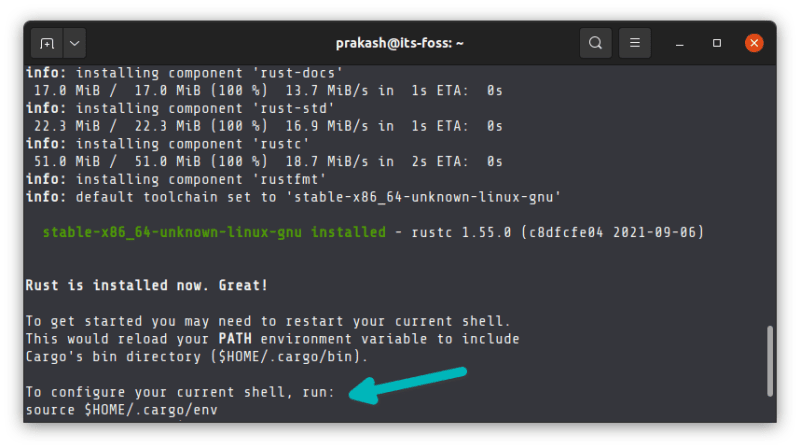 prakash@its-foss: ~
info: installing component 'rust-docs'
17.0 MiB / 17.0 MiB (100 %) 13.7 MiB/s in 1s ETA: 0s
info: installing component 'rust-std'
22.3 MiB / 22.3 MiB (100 %) 16.9 MiB/s in 1s ETA: 0s
info: installing component 'rustc'
51.0 MiB / 51.0 MiB (100 %) 18.7 MiB/s in 2s ETA: 0s
info: installing component 'rustfmt'
info: default toolchain set to 'stable-x86_64-unknown-linux-gnu'
stable-x86_64-unknown-linux-gnu installed - rustc 1.55.0 (c8dfcfe04 2021-09-06)
Rust is installed now. Great!
To get started you may need to restart your current shell.
This would reload your PATH environment variable to include
Cargo's bin directory ($HOME/.cargo/bin).
To configure your current shell, run:
source $HOME/.cargo/env